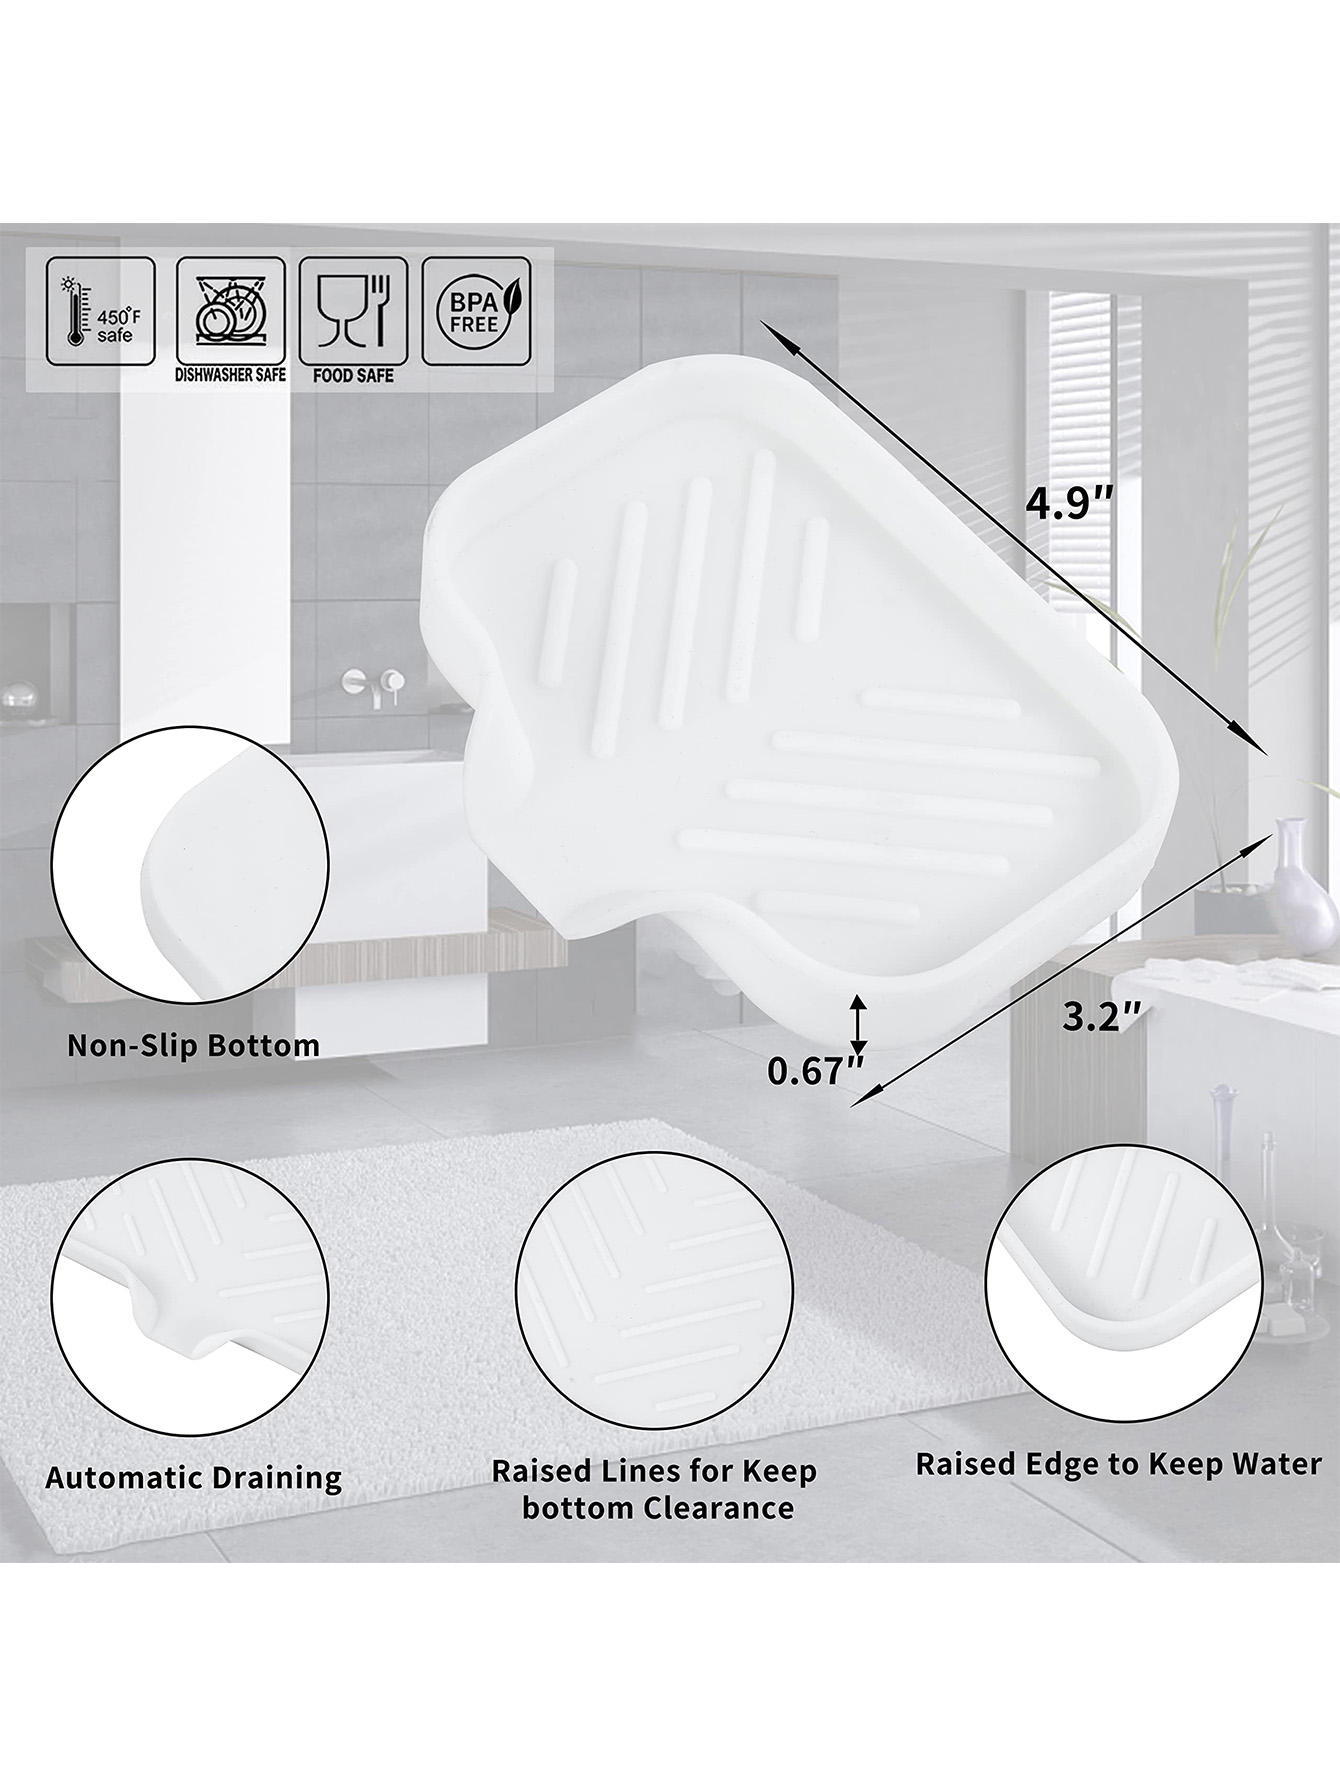 450°F
safe
DISHWASHER SAFE
FOOD SAFE
BPA
FREE
4.9"
3.2"
0.67"
Non-Slip Bottom
Automatic Draining
Raised Lines for Keep
bottom Clearance
Raised Edge to Keep Water